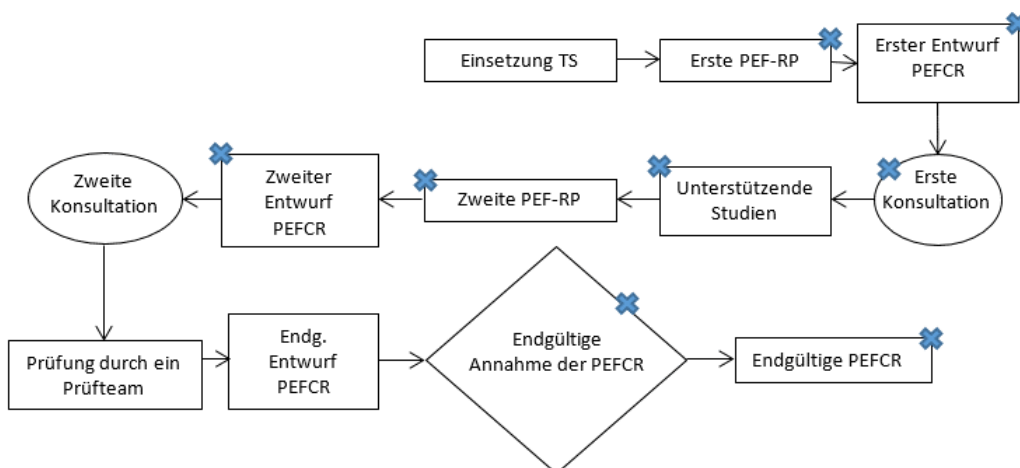 Einsetzung TS
Erste PEF-RP
Erster Entwurf
PEFCR
Erste
Konsultation
Unterstützende
Studien
Zweite PEF-RP
Zweiter
Entwurf
PEFCR
Zweite
Konsultation
Prüfung durch ein
Prüfteam
Endg.
Entwurf
PEFCR
Endgültige
Annahme der PEFCR
Endgültige PEFCR